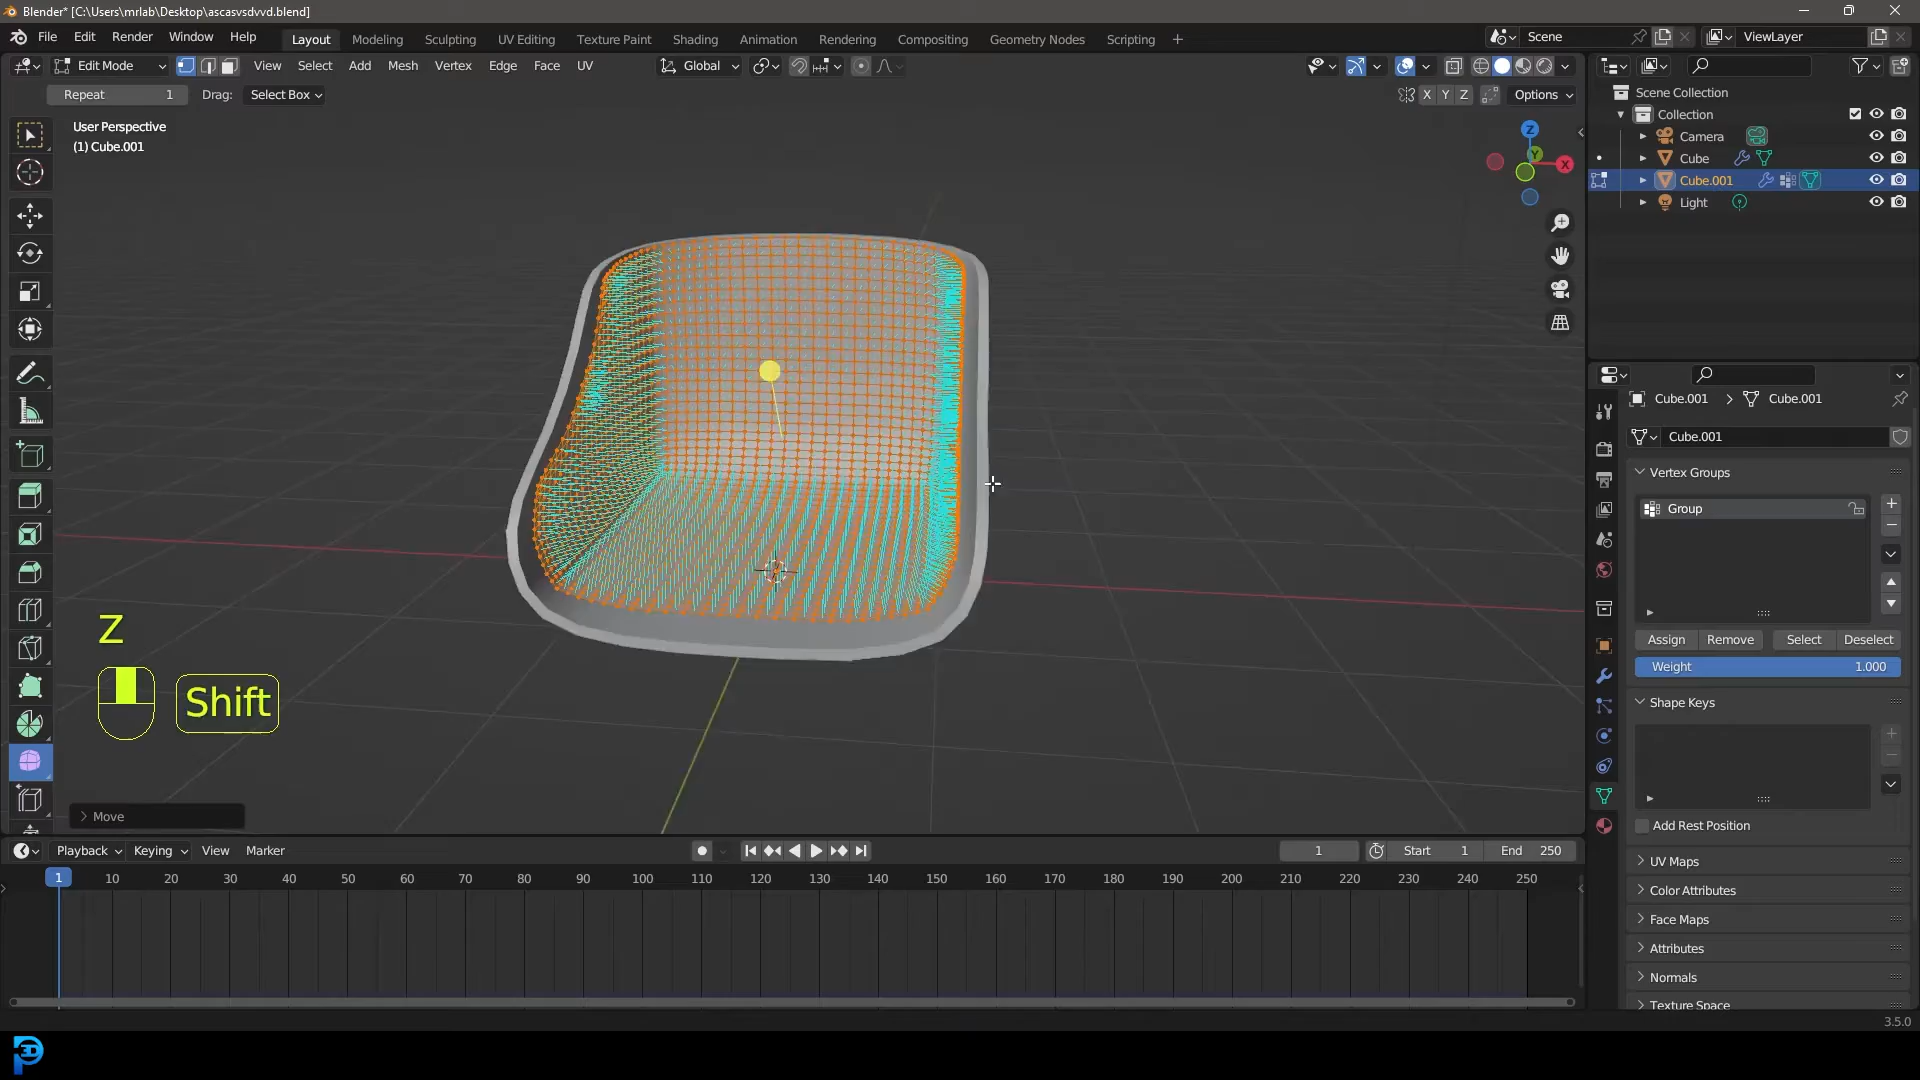 Blender* [C:\Users\mrlab\Desktop\ascasvsdvvd.blend]
File Edit Render Window Help Layout Modeling Sculpting UV Editing Texture Paint Shading Animation Rendering Compositing Geometry Nodes Scripting + Scene ViewLayer
Edit Mode View Select Add Mesh Vertex Edge Face UV Global
Repeat 1 Drag: Select Box X Y Z Options
User Perspective
(1) Cube.001
Z
Y
X
Scene Collection
Collection
Camera
Cube
Cube.001
Light
Cube.001 > Cube.001
Cube.001
Vertex Groups
Group
Assign Remove Select Deselect
Weight 1.000
Shape Keys
Add Rest Position
UV Maps
Color Attributes
Face Maps
Attributes
Normals
Texture Space
Z
Shift
Move
Playback Keying View Marker 1 Start 1 End 250
1 10 20 30 40 50 60 70 80 90 100 110 120 130 140 150 160 170 180 190 200 210 220 230 240 250
3.5.0
3D